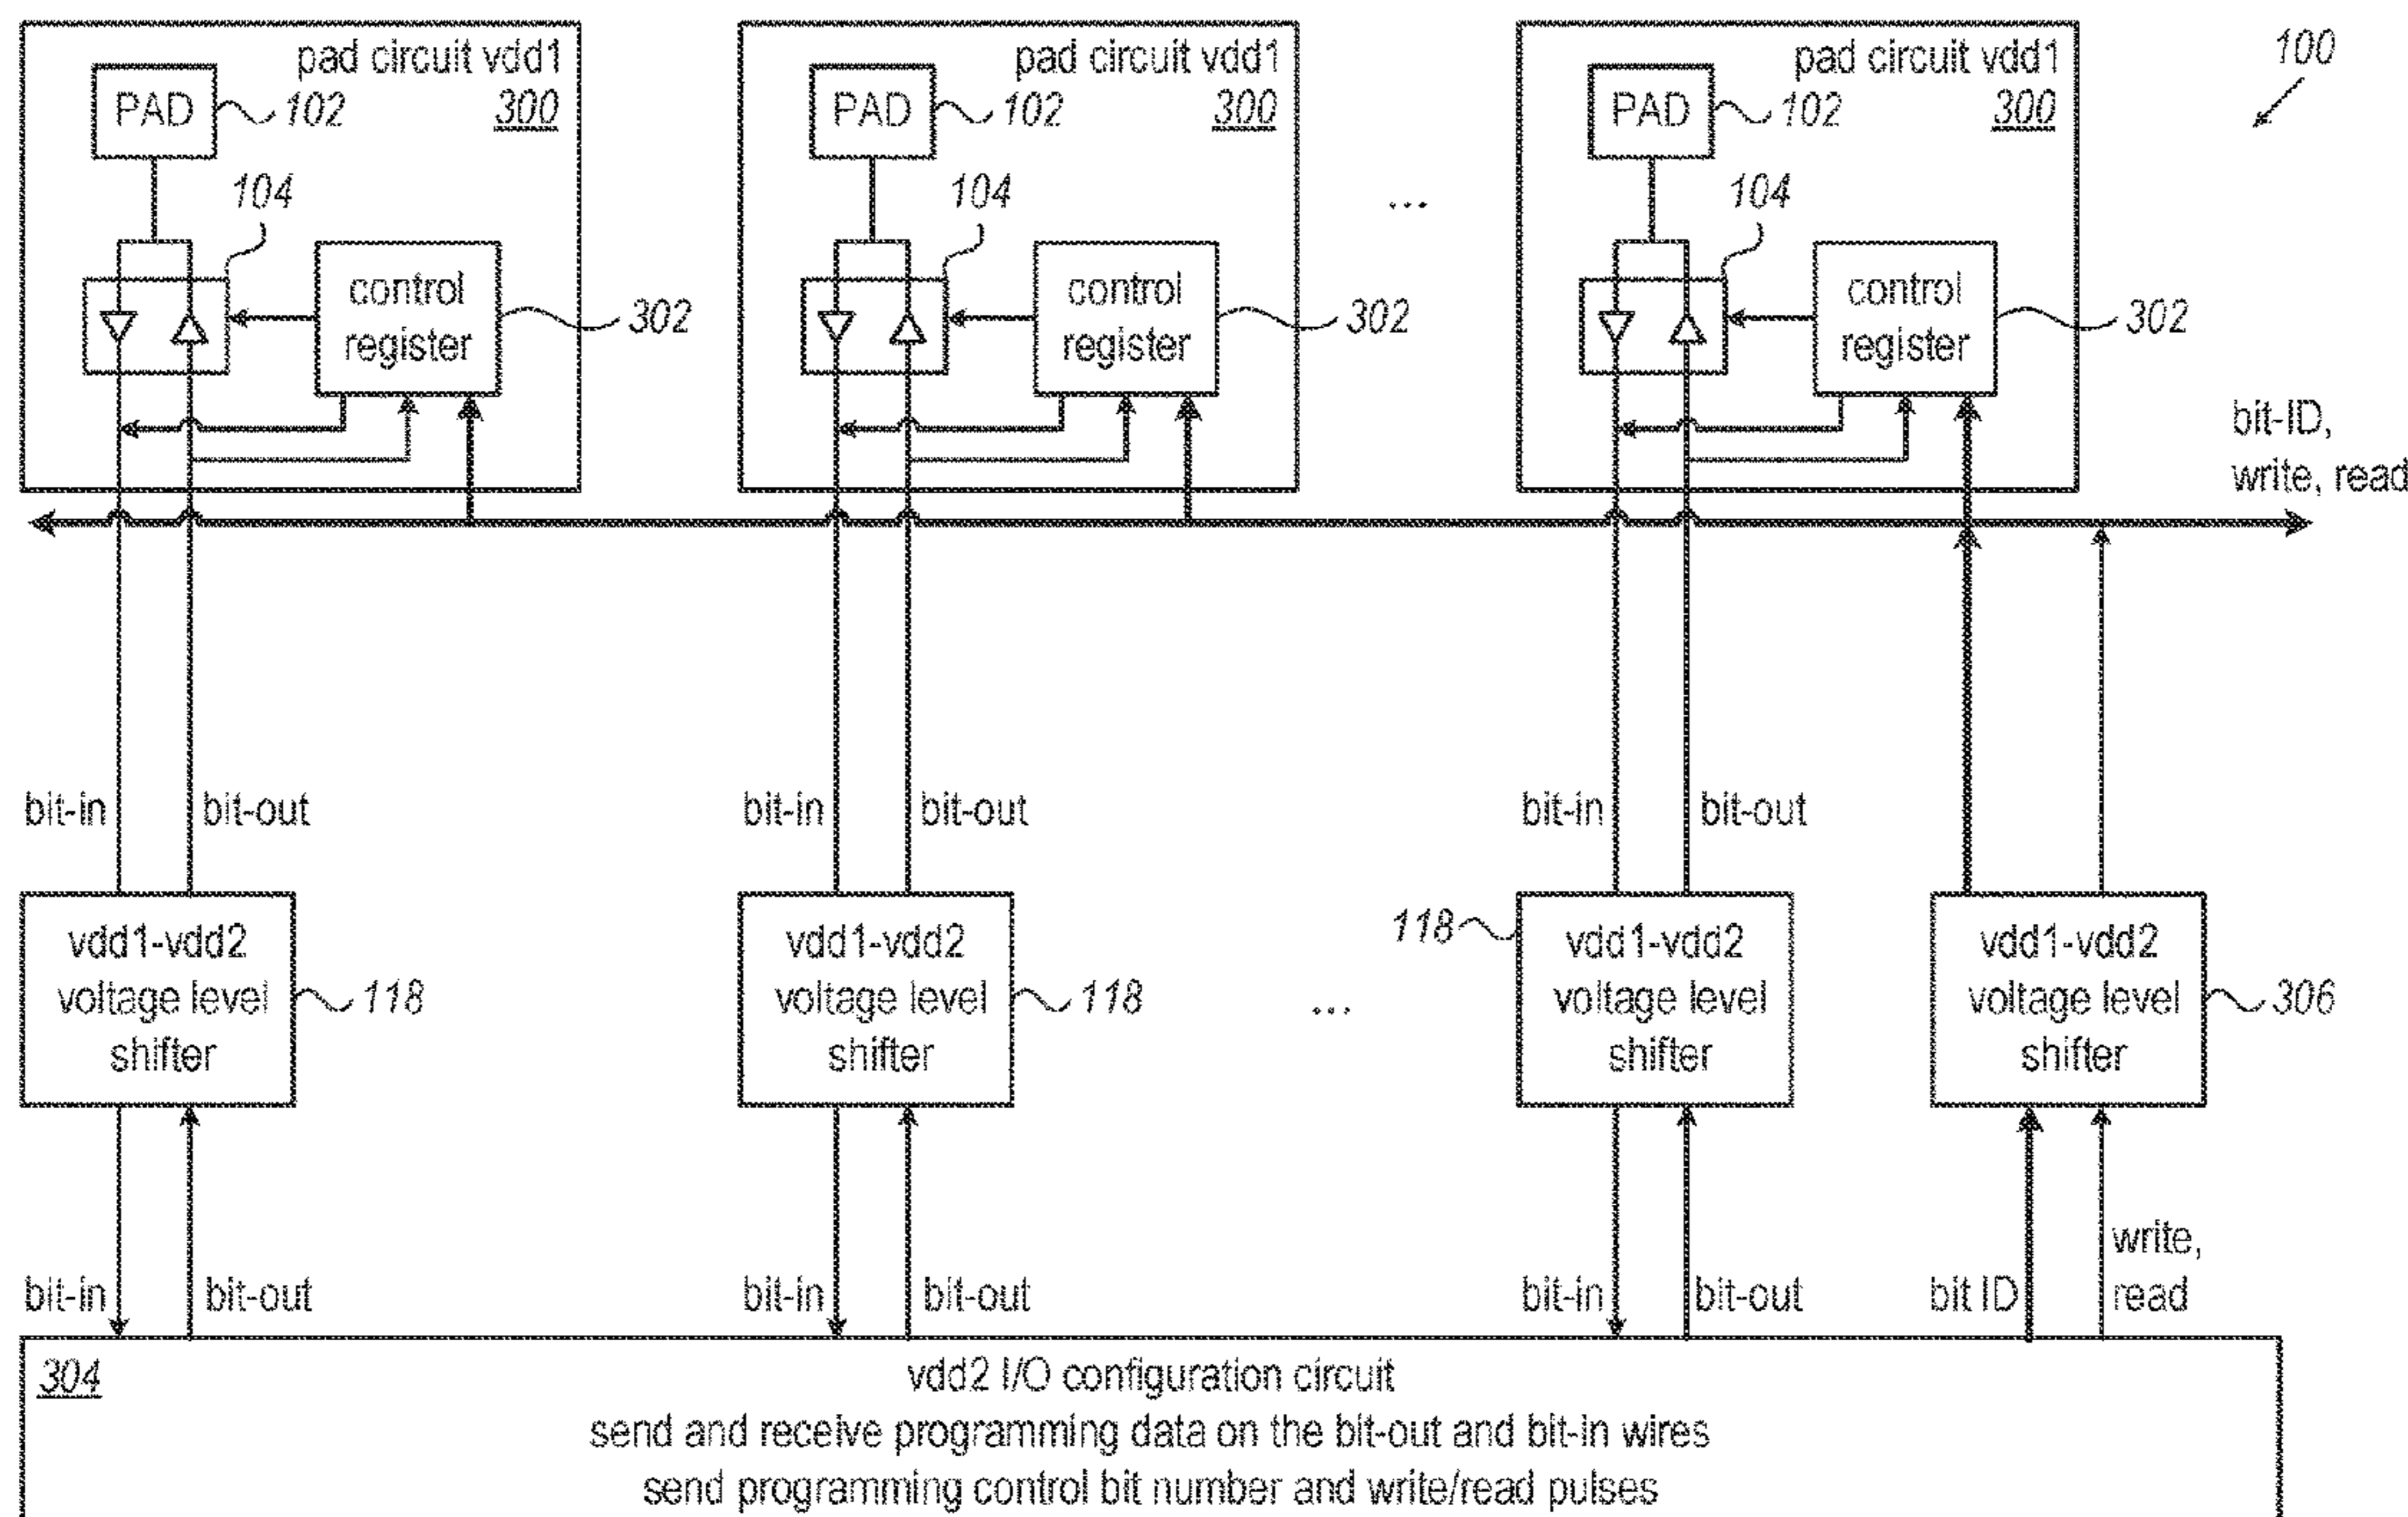 pad circuit vdd1
300
PAD
102
104
control
register
302
pad circuit vdd1
300
PAD
102
104
control
register
302
...
pad circuit vdd1
300
PAD
102
104
control
register
302
100
bit-ID,
write, read
bit-in
bit-out
bit-in
bit-out
bit-in
bit-out
vdd1-vdd2
voltage level
shifter
118
vdd1-vdd2
voltage level
shifter
118
...
118
vdd1-vdd2
voltage level
shifter
vdd1-vdd2
voltage level
shifter
306
bit-in
bit-out
bit-in
bit-out
bit-in
bit-out
bit ID
write,
read
304
vdd2 I/O configuration circuit
send and receive programming data on the bit-out and bit-in wires
send programming control bit number and write/read pulses